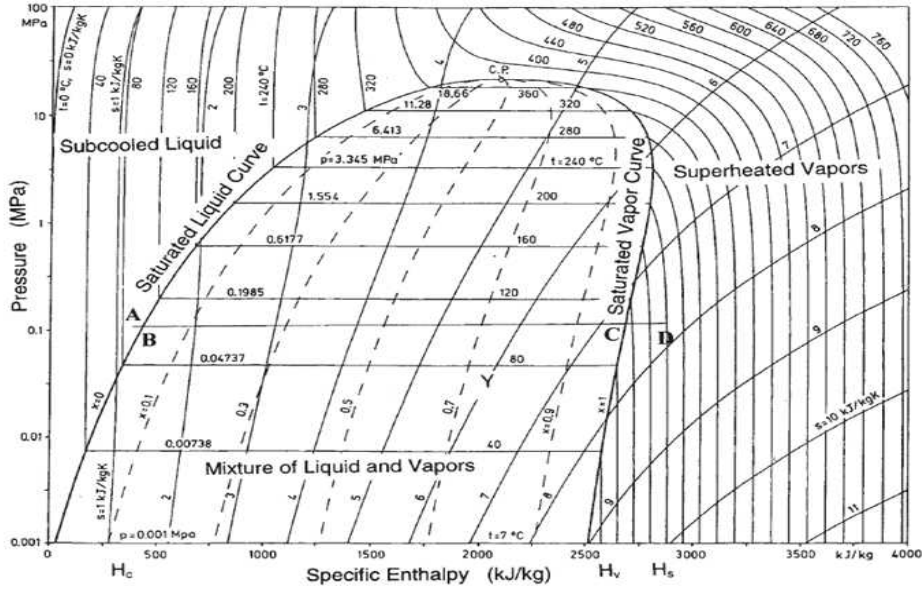 100
MPa
10
1
0.1
0.01
0.001
Pressure (MPa)
t=0 °C, s=0 kJ/kgK
40
s=1 kJ/kgK
80
120
160
2
200
t=240 °C
3
280
320
4
C.P.
400
440
480
5
520
560
600
640
680
720
760
6
18.66
360
11.28
320
6.413
280
7
p=3.345 MPa
t=240 °C
Subcooled Liquid
Saturated Liquid Curve
Saturated Vapor Curve
Superheated Vapors
1.554
200
8
0.6177
160
0.1985
120
A
B
C
D
9
0.04737
80
Y
x=0
x=0.1
0.3
0.5
0.7
x=0.9
x=1
s=10 kJ/kgK
0.00738
40
Mixture of Liquid and Vapors
s=1 kJ/kgK
2
3
4
5
6
7
8
9
11
p=0.001 Mpa
t=7 °C
0
500
1000
1500
2000
2500
3000
3500
kJ/kg
4000
Hc
Specific Enthalpy (kJ/kg)
Hv
Hs